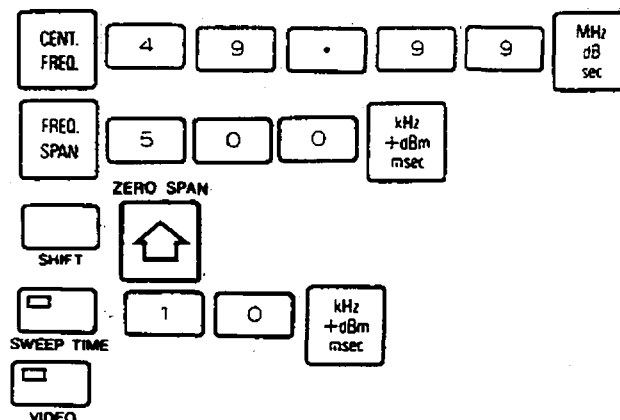 CENT. FREQ. 4 9 . 9 9 MHz dB sec
FREQ. SPAN 5 0 0 kHz +dBm msec
ZERO SPAN
SHIFT
1 0 kHz +dBm msec
SWEEP TIME
VIDEO